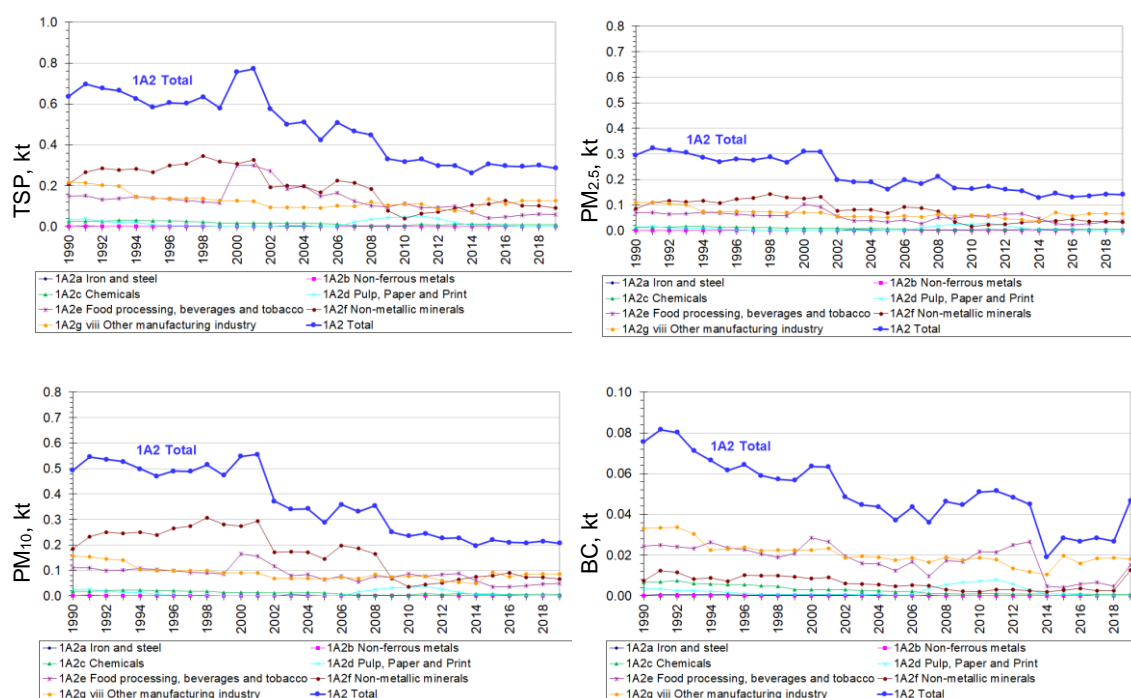 TSP, kt
1.0
0.8
0.6
0.4
0.2
0.0
1A2 Total
1990 1992 1994 1996 1998 2000 2002 2004 2006 2008 2010 2012 2014 2016 2018
1A2a Iron and steel 1A2b Non-ferrous metals
1A2c Chemicals 1A2d Pulp, Paper and Print
1A2e Food processing, beverages and tobacco 1A2f Non-metallic minerals
1A2g viii Other manufacturing industry 1A2 Total
PM2.5, kt
0.8
0.7
0.6
0.5
0.4
0.3
0.2
0.1
0.0
1A2 Total
1990 1992 1994 1996 1998 2000 2002 2004 2006 2008 2010 2012 2014 2016 2018
1A2a Iron and steel 1A2b Non-ferrous metals
1A2c Chemicals 1A2d Pulp, Paper and Print
1A2e Food processing, beverages and tobacco 1A2f Non-metallic minerals
1A2g viii Other manufacturing industry 1A2 Total
PM10, kt
0.8
0.7
0.6
0.5
0.4
0.3
0.2
0.1
0.0
1A2 Total
1990 1992 1994 1996 1998 2000 2002 2004 2006 2008 2010 2012 2014 2016 2018
1A2a Iron and steel 1A2b Non-ferrous metals
1A2c Chemicals 1A2d Pulp, Paper and Print
1A2e Food processing, beverages and tobacco 1A2f Non-metallic minerals
1A2g viii Other manufacturing industry 1A2 Total
BC, kt
0.10
0.08
0.06
0.04
0.02
0.00
1A2 Total
1990 1992 1994 1996 1998 2000 2002 2004 2006 2008 2010 2012 2014 2016 2018
1A2a Iron and steel 1A2b Non-ferrous metals
1A2c Chemicals 1A2d Pulp, Paper and Print
1A2e Food processing, beverages and tobacco 1A2f Non-metallic minerals
1A2g viii Other manufacturing industry 1A2 Total